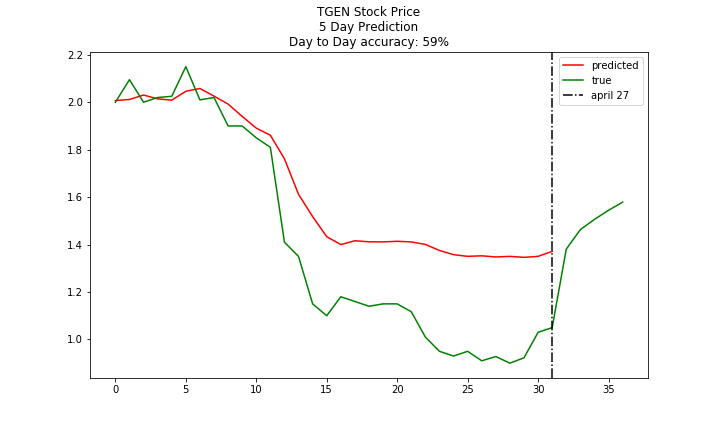 TGEN Stock Price
5 Day Prediction
Day to Day accuracy: 59%
predicted
true
april 27
2.2
2.0
1.8
1.6
1.4
1.2
1.0
0 5 10 15 20 25 30 35